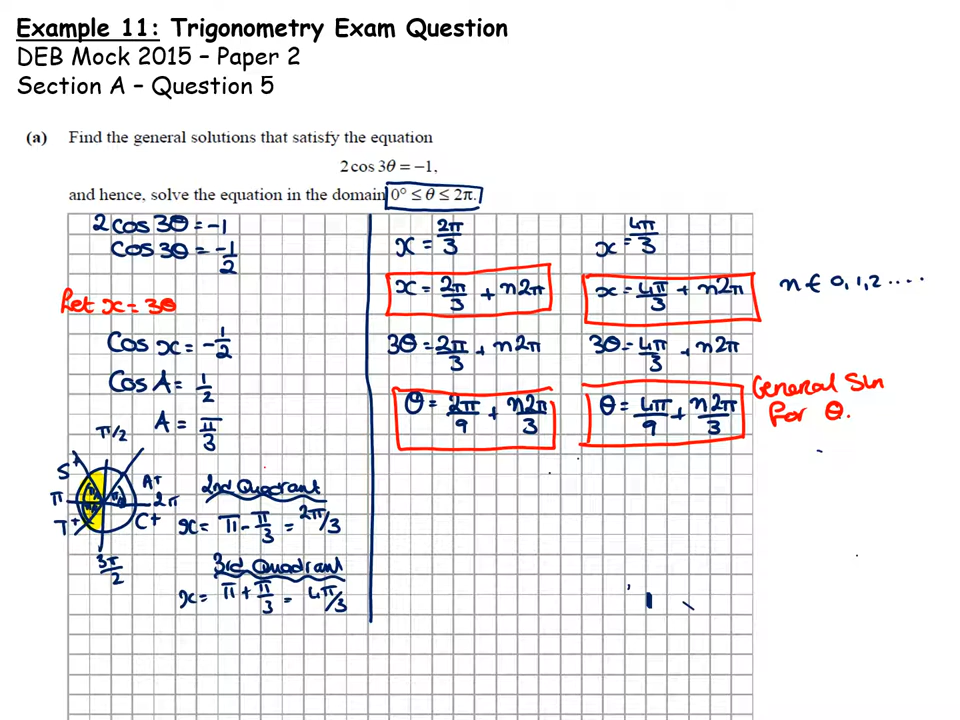 Example 11: Trigonometry Exam Question
DEB Mock 2015 – Paper 2
Section A – Question 5
(a) Find the general solutions that satisfy the equation
2 cos 3θ = −1,
and hence, solve the equation in the domain 0° ≤ θ ≤ 2π.
2cos 3θ = -1
cos 3θ = -1/2
Let x = 3θ
Cos x = -1/2
Cos A = 1/2
A = π/3
π/2
S+
A+
π
2π
T+
C+
3π/2
2nd Quadrant
x = π - π/3 = 2π/3
3rd Quadrant
x = π + π/3 = 4π/3
x = 2π/3
x = 2π/3 + n2π
3θ = 2π/3 + n2π
θ = 2π/9 + n2π/3
x = 4π/3
x = 4π/3 + n2π
3θ = 4π/3 + n2π
θ = 4π/9 + n2π/3
n ∈ 0, 1, 2 ....
General Sln
For θ.